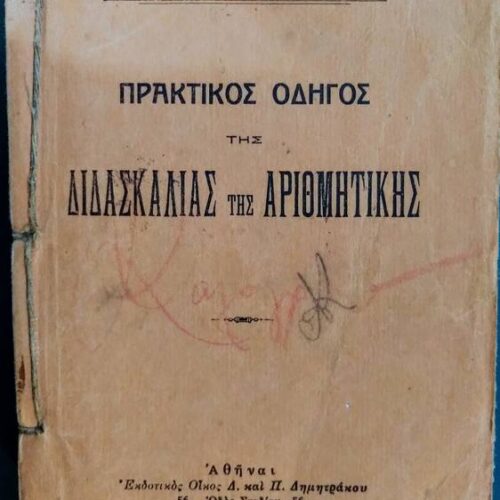 ΠΡΑΚΤΙΚΟΣ ΟΔΗΓΟΣ
ΤΗΣ
ΔΙΔΑΣΚΑΛΙΑΣ ΤΗΣ ΑΡΙΘΜΗΤΙΚΗΣ
Ἀθῆναι
Ἐκδοτικὸς Οἶκος Δ. καὶ Π. Δημητράκου